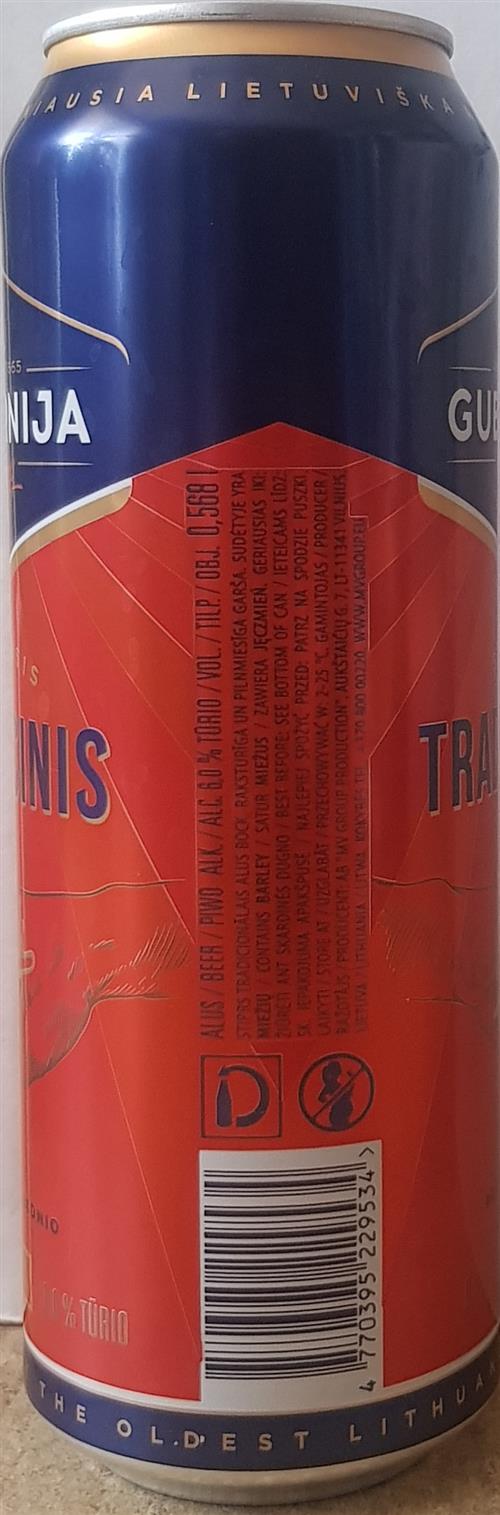 IAUSIA LIETUVIŠKA
NIJA
GUB
INIS
TRA
ALUS / BEER / PIWO ALK. / ALC. 6.0 % TŪRIO / VOL. / TILP. / OBJ. 0,568 l
STIPRS TRADICIONĀLAIS ALUS BOCK. RAKSTURĪGA UN PILNMIESĪGA GARŠA. SUDĖTYJE YRA
MIEŽIŲ / CONTAINS BARLEY / SATUR MIEŽUS / ZAWIERA JĘCZMIEŃ. GERIAUSIAS IKI:
ŽIŪRĖTI ANT SKARDINĖS DUGNO / BEST BEFORE: SEE BOTTOM OF CAN / IETEICAMS LĪDZ:
SK. IEPAKOJUMA APAKŠPUSĒ / NAJLEPIEJ SPOŻYĆ PRZED: PATRZ NA SPODZIE PUSZKI
LAIKYTI / STORE AT / UZGLABĀT / PRZECHOWYWAĆ W: 2-25 °C. GAMINTOJAS / PRODUCER /
RAŽOTĀJS / PRODUCENT: AB "MV GROUP PRODUCTION" AUKŠTAIČIŲ G. 7, LT-11341 VILNIUS,
LIETUVA / LITHUANIA / LITWA. KOKYBĖS TEL. +370 800 00220 WWW.MVGROUP.EU
D
4 770395 229534 >
% TŪRIO
THE OLDEST LITHUA